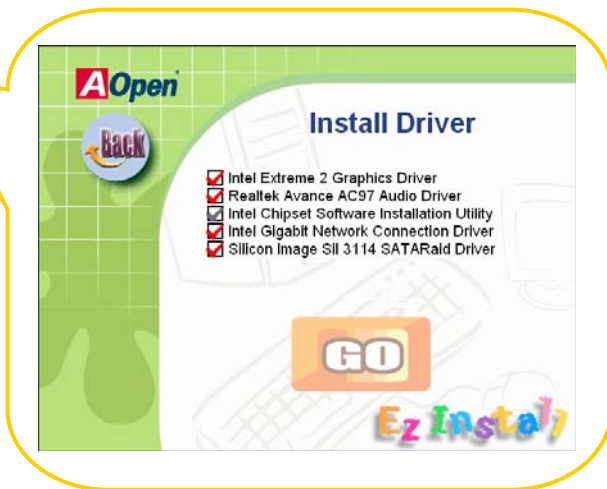 AOpen
Back
Install Driver
Intel Extreme 2 Graphics Driver
Realtek Avance AC97 Audio Driver
Intel Chipset Software Installation Utility
Intel Gigabit Network Connection Driver
Silicon Image SiI 3114 SATARaid Driver
GO
Ez Install